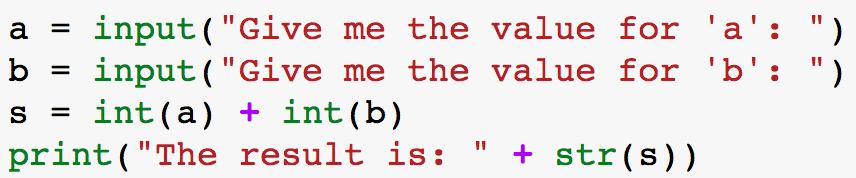 a = input("Give me the value for 'a': ")
b = input("Give me the value for 'b': ")
s = int(a) + int(b)
print("The result is: " + str(s))